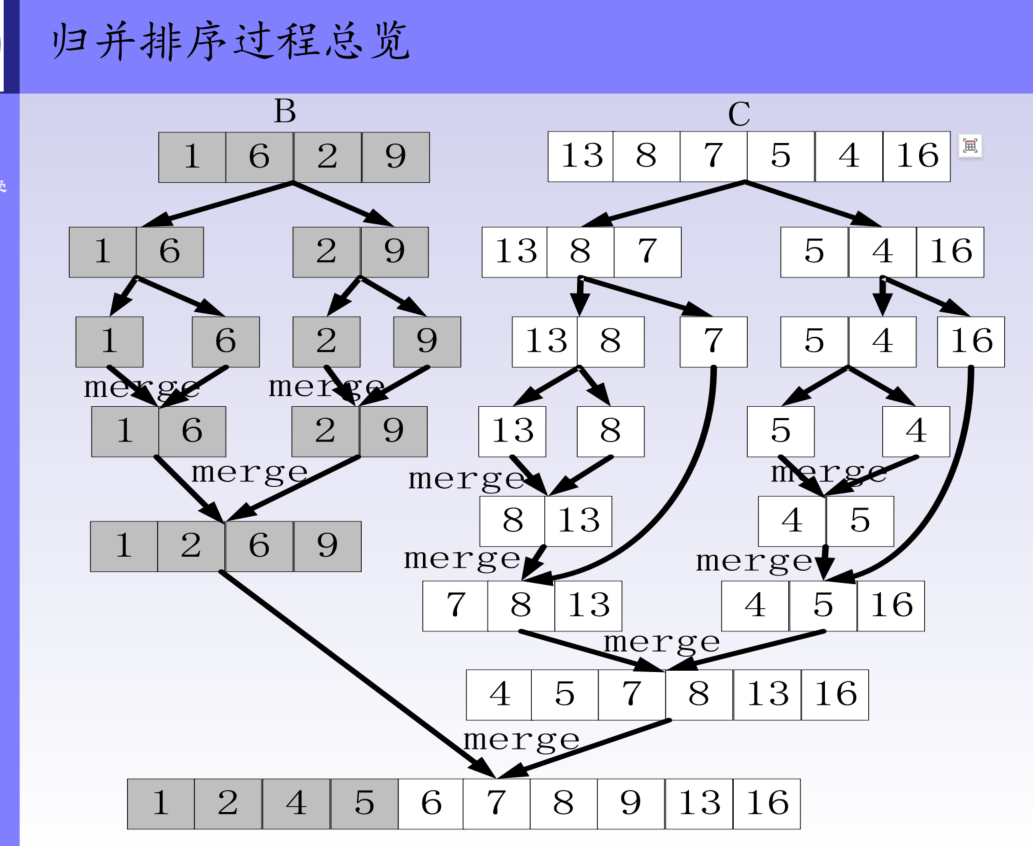 归并排序过程总览
B C
1 6 2 9 13 8 7 5 4 16
1 6 2 9 13 8 7 5 4 16
1 6 2 9 13 8 7 5 4 16
merge merge
1 6 2 9 13 8 5 4
merge merge merge
8 13 4 5
1 2 6 9
merge merge
7 8 13 4 5 16
merge
4 5 7 8 13 16
merge
1 2 4 5 6 7 8 9 13 16